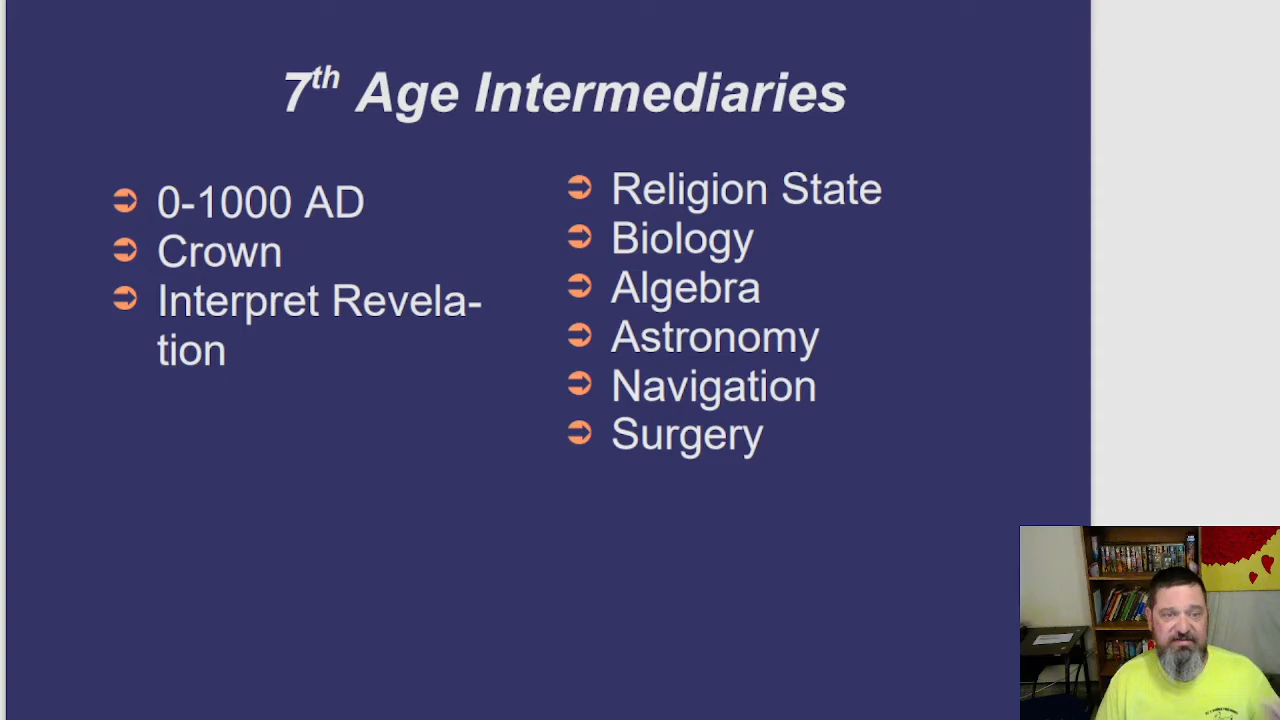 7th Age Intermediaries
0-1000 AD
Crown
Interpret Revela-
tion
Religion State
Biology
Algebra
Astronomy
Navigation
Surgery